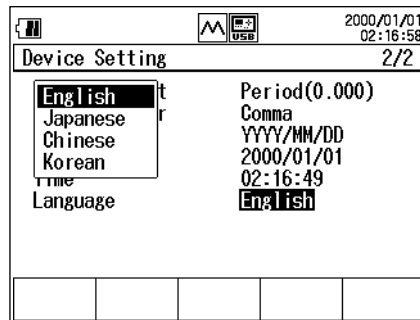 2000/01/01
USB
02:16:58
Device Setting 2/2
English
Japanese
Chinese
Korean
t Period(0.000)
r Comma
YYYY/MM/DD
2000/01/01
Time 02:16:49
Language English